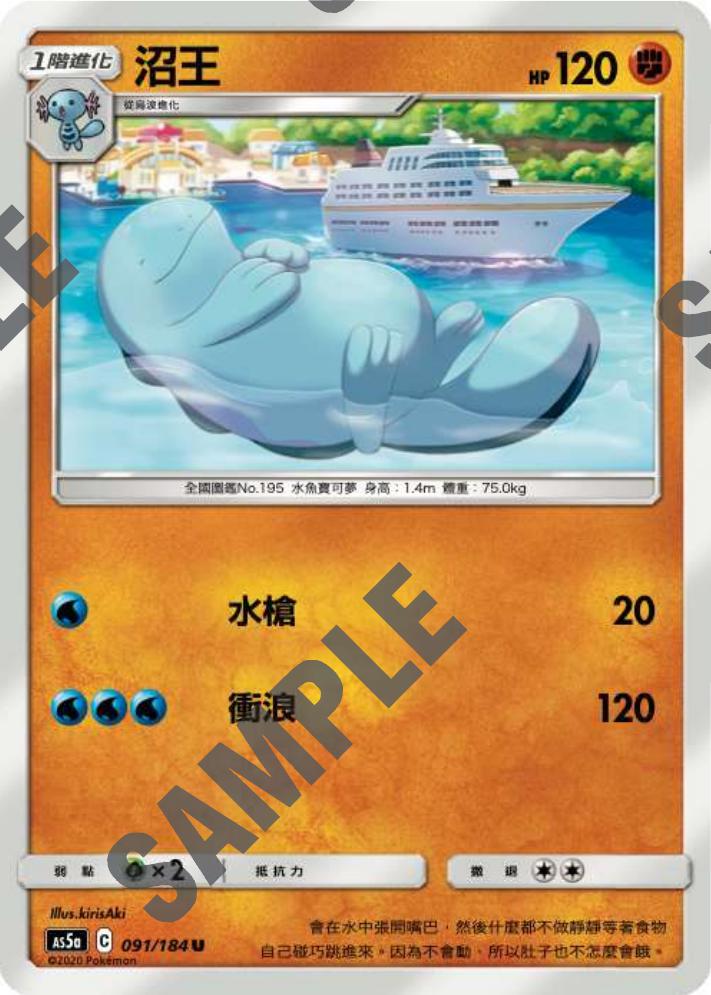 1階進化 沼王 HP 120
從烏波進化
全國圖鑑No.195 水魚寶可夢 身高：1.4m 體重：75.0kg
水槍 20
衝浪 120
SAMPLE
弱點 ×2 抵抗力 撤退
Illus.kirisAki
AS5a C 091/184 U
©2020 Pokémon
會在水中張開嘴巴，然後什麼都不做靜靜等著食物
自己碰巧跳進來。因為不會動，所以肚子也不怎麼會餓。